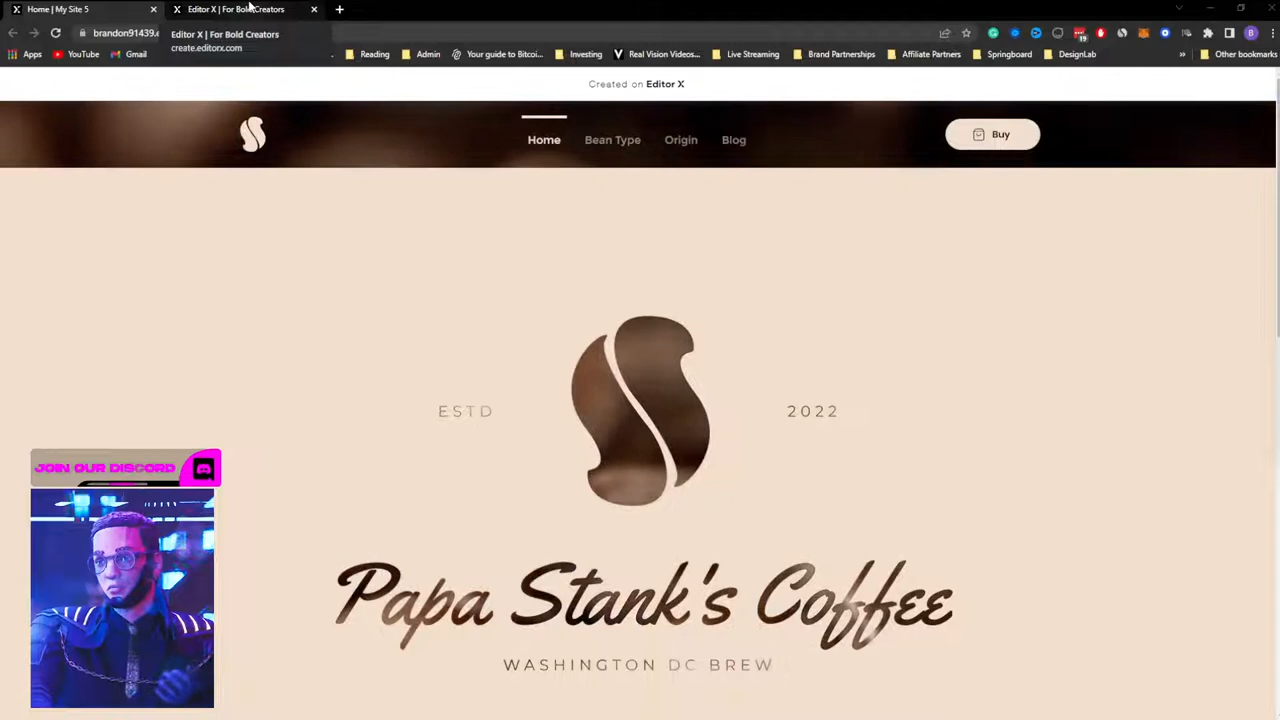 Home | My Site 5
Editor X | For Bold Creators
brandon91439.e
Editor X | For Bold Creators
create.editorx.com
Apps
YouTube
Gmail
Reading
Admin
Your guide to Bitcoi...
Investing
Real Vision Videos...
Live Streaming
Brand Partnerships
Affiliate Partners
Springboard
DesignLab
»
Other bookmarks
19
B
Created on Editor X
Home
Bean Type
Origin
Blog
Buy
ESTD
2022
JOIN OUR DISCORD
Papa Stank's Coffee
WASHINGTON DC BREW